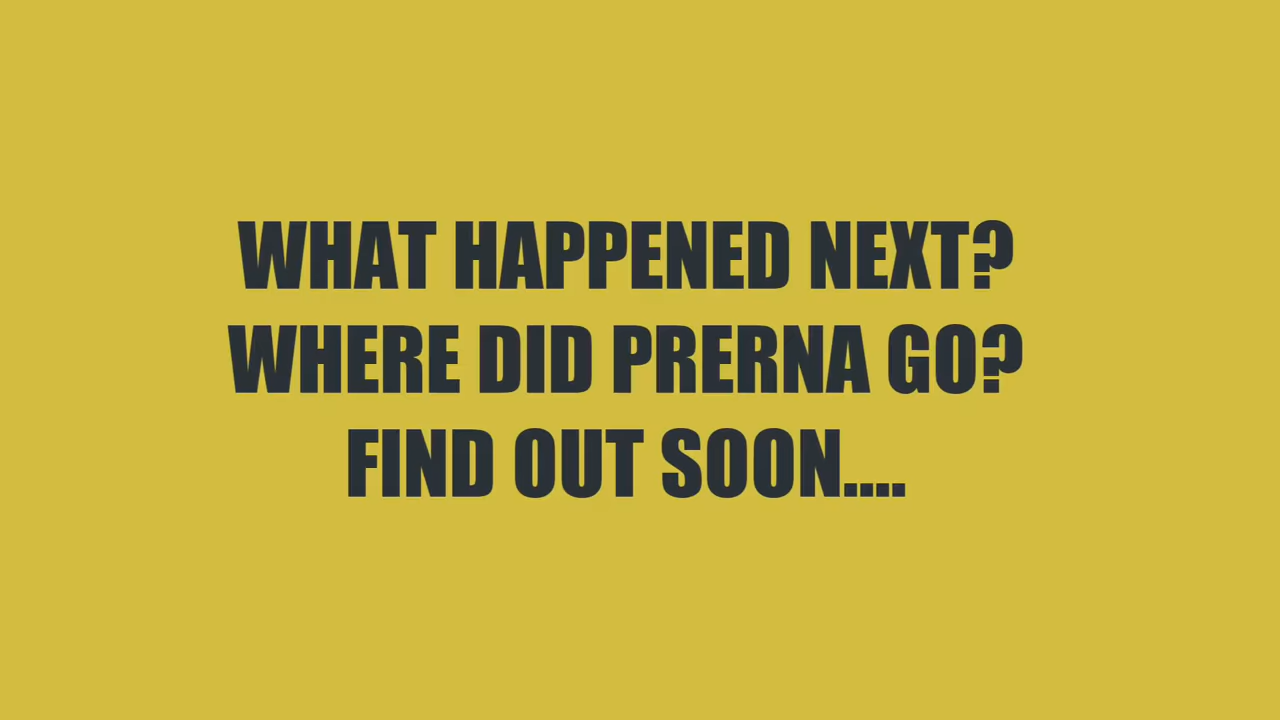 WHAT HAPPENED NEXT?
WHERE DID PRERNA GO?
FIND OUT SOON....